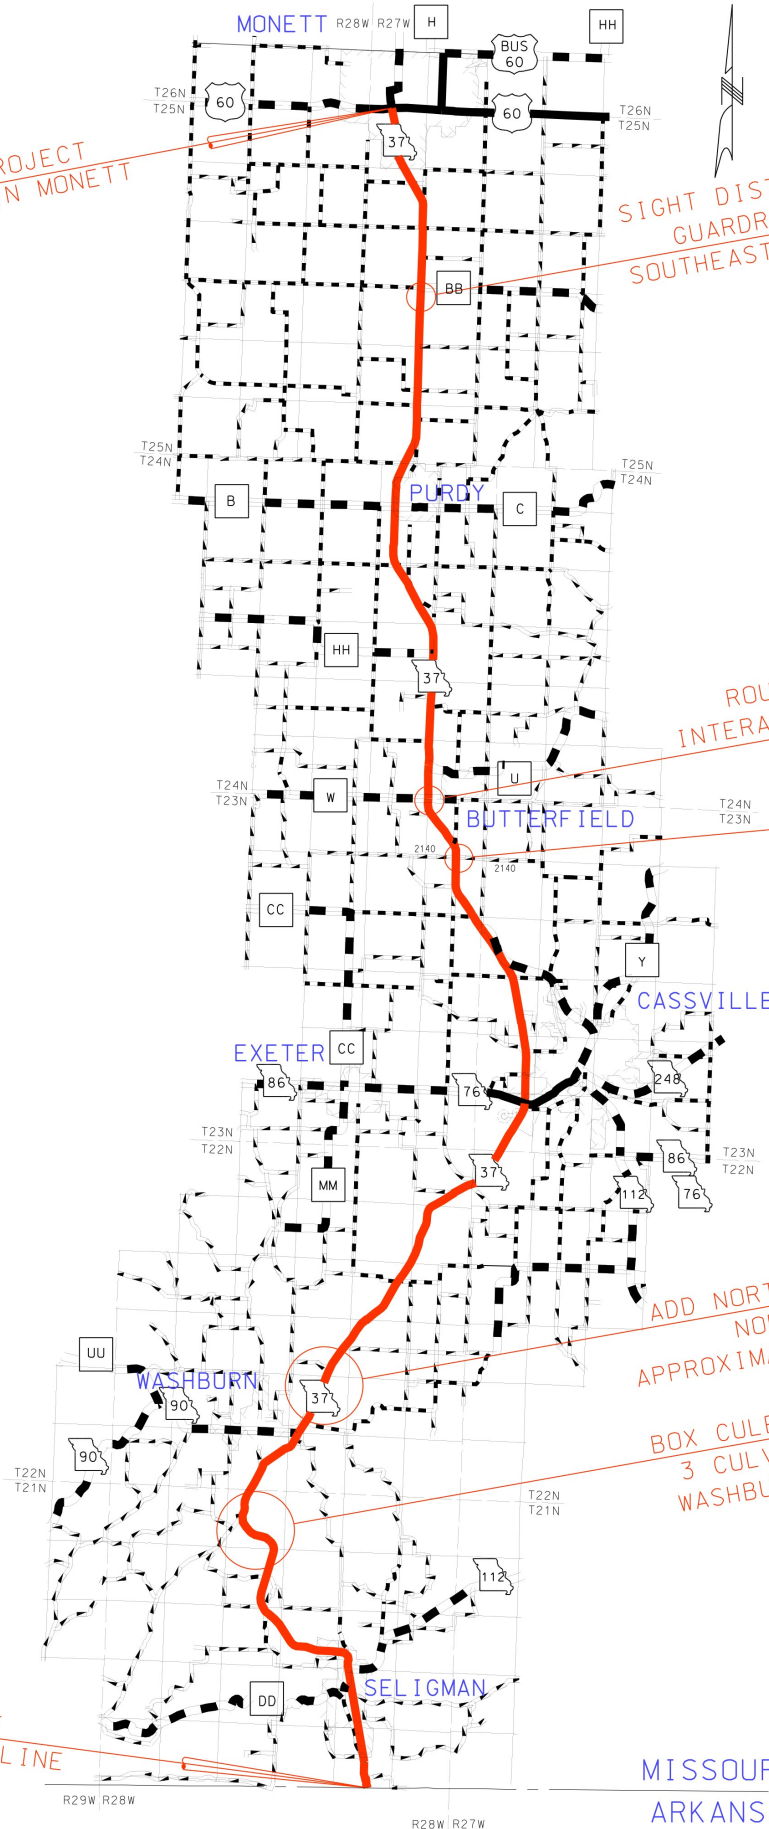 MONETT
R28W R27W
H
HH
BUS
60
T26N
T25N
60
60
T26N
T25N
37
ROJECT
N MONETT
SIGHT DIST
GUARDR
SOUTHEAST
BB
T25N
T24N
T25N
T24N
PURDY
B
C
HH
37
ROU
INTERA
U
T24N
T23N
W
T24N
T23N
BUTTERFIELD
2140
2140
CC
Y
CASSVILLE
EXETER
CC
86
76
248
T23N
T22N
T23N
T22N
37
86
MM
112
76
ADD NORT
NO
APPROXIMA
UU
WASHBURN
37
90
BOX CULE
3 CULV
WASHBU
90
T22N
T21N
T22N
T21N
112
SELIGMAN
DD
LINE
MISSOUR
ARKANS
R29W R28W
R28W R27W